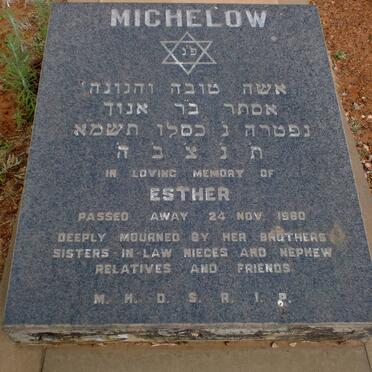 MICHELOW
פ"נ
אשה טובה והגונה'
אסתר בר אנוך
נפטרה כסלו תשמא
ת נ צ ב ה
IN LOVING MEMORY OF
ESTHER
PASSED AWAY 24 NOV. 1980
DEEPLY MOURNED BY HER BROTHERS
SISTERS IN-LAW NIECES AND NEPHEW
RELATIVES AND FRIENDS
M. H. D. S. R. I. P.